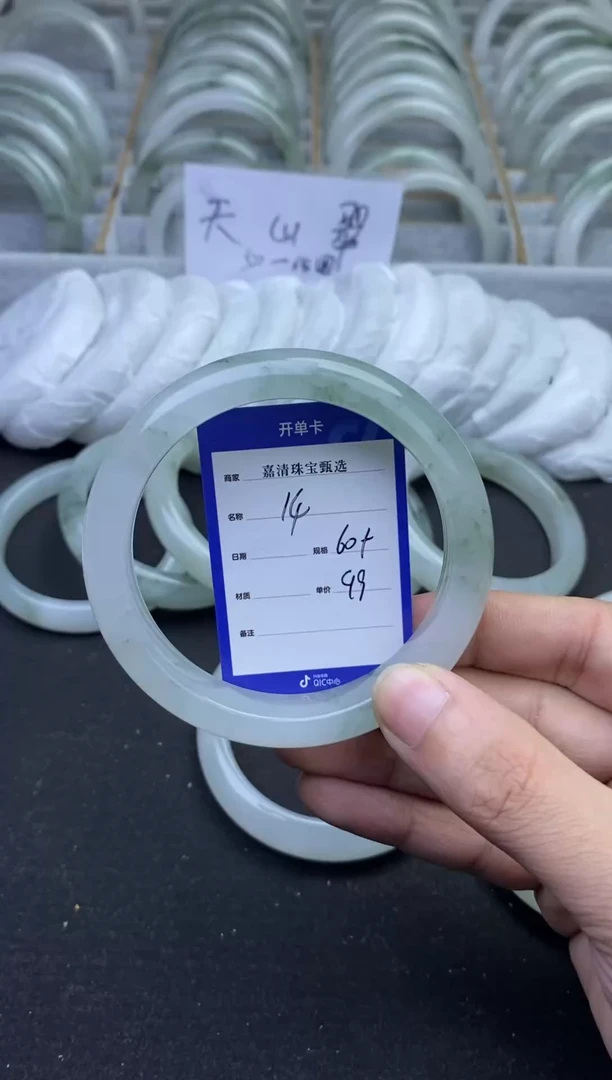 天山翠
开单卡
商家 嘉清珠宝甄选
名称 14
日期 规格 60+
材质 单价 99
备注
QIC中心